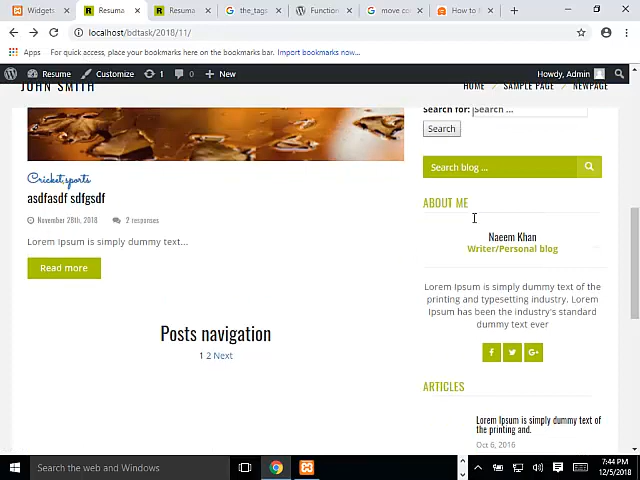 Widgets
Resuma
Resuma
the_tags
Function
move co
How to
localhost/bdtask/2018/11/
Apps For quick access, place your bookmarks here on the bookmarks bar. Import bookmarks now...
Resume Customize 1 0 New Howdy, Admin
JOHN SMITH HOME / SAMPLE PAGE / NEWPAGE
Search for: Search ...
Search
Search blog ...
Cricket,sports
asdfasdf sdfgsdf
November 28th, 2018 2 responses
Lorem Ipsum is simply dummy text...
Read more
Posts navigation
1 2 Next
ABOUT ME
Naeem Khan
Writer/Personal blog
Lorem Ipsum is simply dummy text of the
printing and typesetting industry. Lorem
Ipsum has been the industry's standard
dummy text ever
G+
ARTICLES
Lorem Ipsum is simply dummy text of the
printing and.
Oct 6, 2016
Search the web and Windows
7:44 PM
12/5/2018